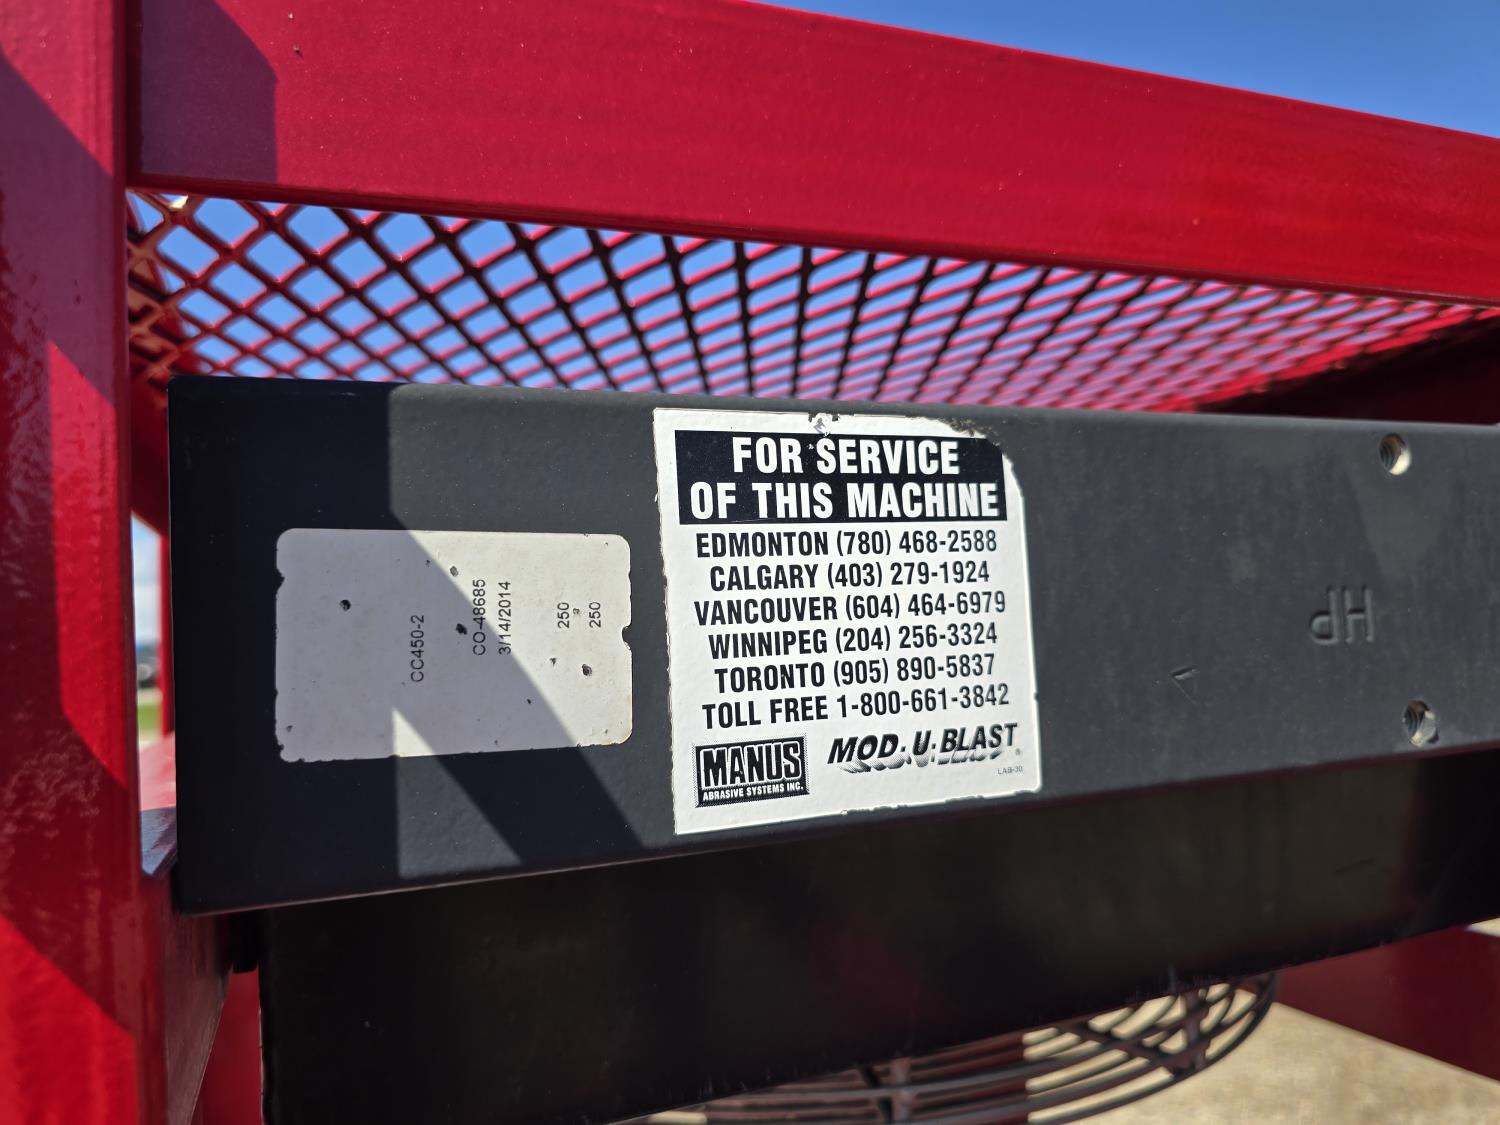 CC450-2
CO-48685
3/14/2014
250
250
FOR SERVICE
OF THIS MACHINE
EDMONTON (780) 468-2588
CALGARY (403) 279-1924
VANCOUVER (604) 464-6979
WINNIPEG (204) 256-3324
TORONTO (905) 890-5837
TOLL FREE 1-800-661-3842
MANUS
ABRASIVE SYSTEMS INC.
MOD·U·BLAST
®
LAB-30
HP